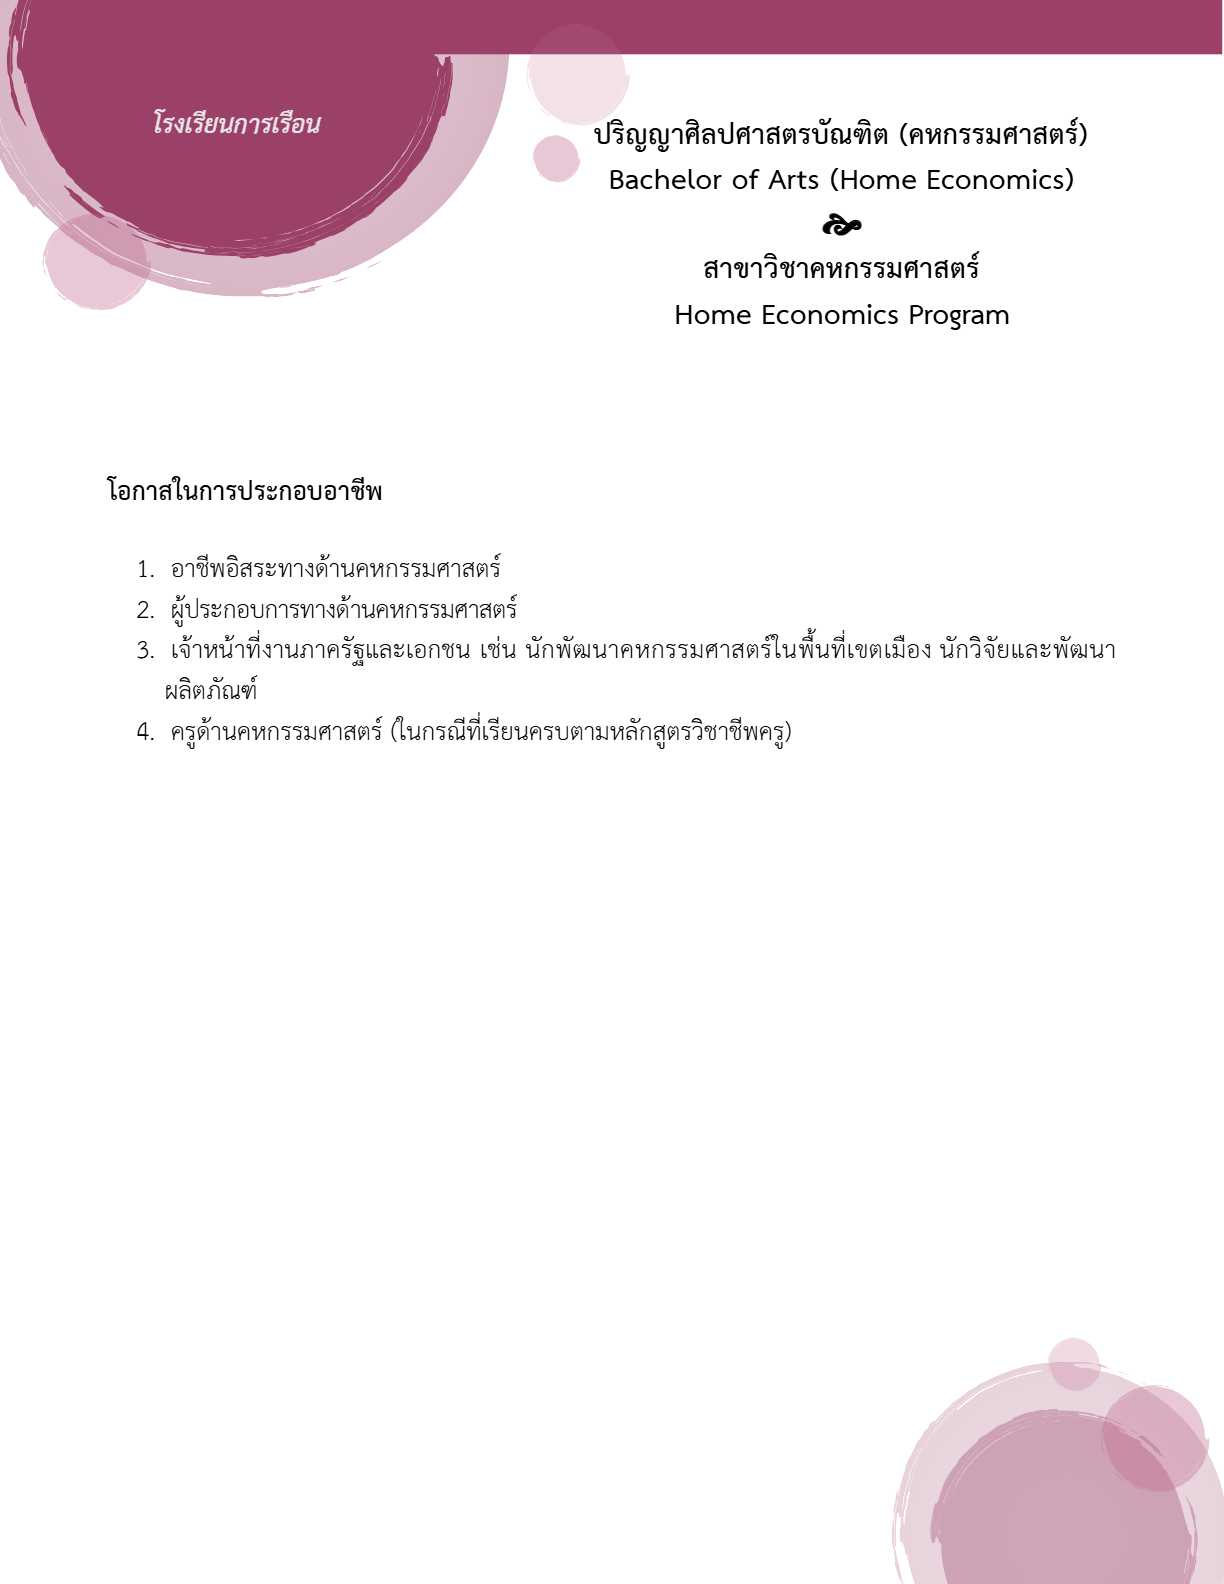 โรงเรียนการเรือน
ปริญญาศิลปศาสตรบัณฑิต (คหกรรมศาสตร์)
Bachelor of Arts (Home Economics)
สาขาวิชาคหกรรมศาสตร์
Home Economics Program
โอกาสในการประกอบอาชีพ
1. อาชีพอิสระทางด้านคหกรรมศาสตร์
2. ผู้ประกอบการทางด้านคหกรรมศาสตร์
3. เจ้าหน้าที่งานภาครัฐและเอกชน เช่น นักพัฒนาคหกรรมศาสตร์ในพื้นที่เขตเมือง นักวิจัยและพัฒนา
ผลิตภัณฑ์
4. ครูด้านคหกรรมศาสตร์ (ในกรณีที่เรียนครบตามหลักสูตรวิชาชีพครู)